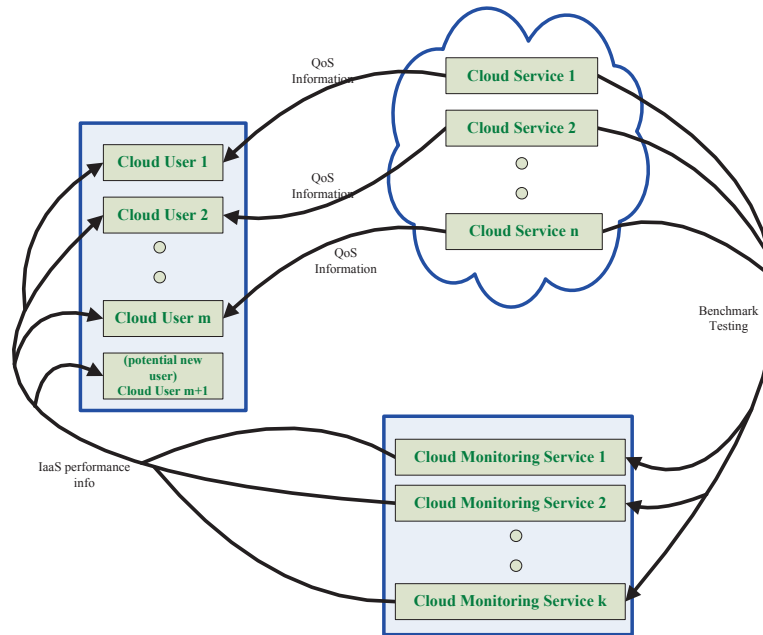 QoS
Information
Cloud Service 1
Cloud Service 2
Cloud User 1
QoS
Information
Cloud User 2
Cloud Service n
QoS
Information
Cloud User m
Benchmark
Testing
(potential new
user)
Cloud User m+1
Cloud Monitoring Service 1
IaaS performance
info
Cloud Monitoring Service 2
Cloud Monitoring Service k